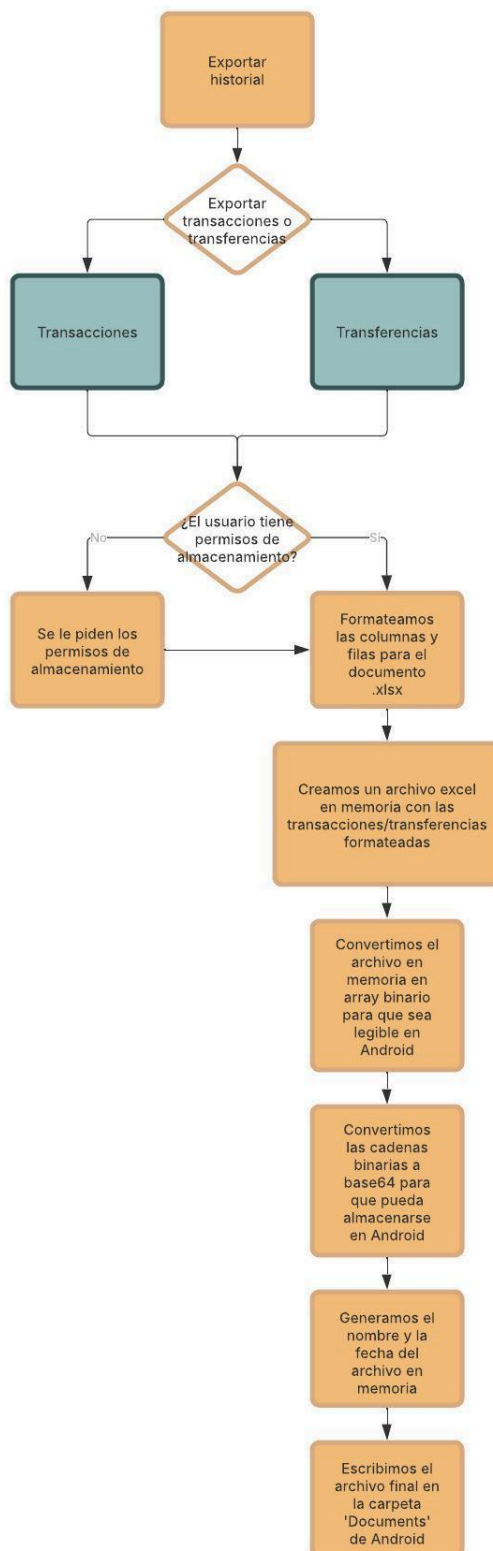 Exportar
historial
Exportar
transacciones o
transferencias
Transacciones
Transferencias
¿El usuario tiene
permisos de
almacenamiento?
No
Sí
Se le piden los
permisos de
almacenamiento
Formateamos
las columnas y
filas para el
documento
.xlsx
Creamos un archivo excel
en memoria con las
transacciones/transferencias
formateadas
Convertimos el
archivo en
memoria en
array binario
para que sea
legible en
Android
Convertimos
las cadenas
binarias a
base64 para
que pueda
almacenarse
en Android
Generamos el
nombre y la
fecha del
archivo en
memoria
Escribimos el
archivo final en
la carpeta
'Documents'
de Android